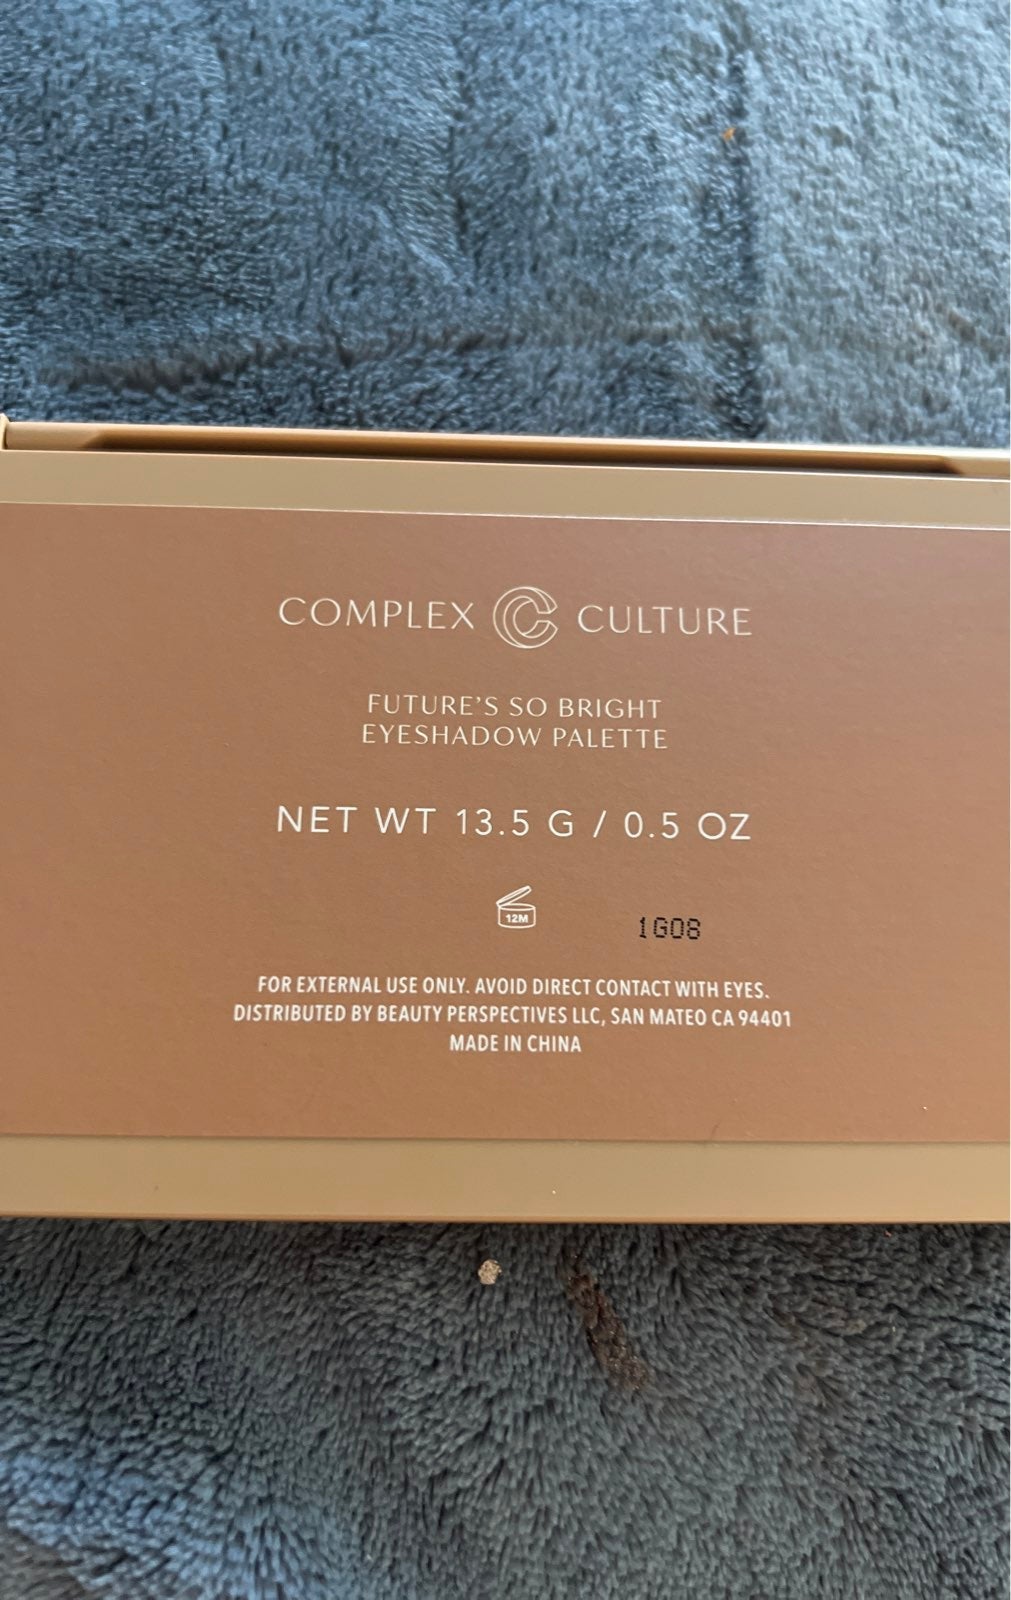 COMPLEX CULTURE
FUTURE'S SO BRIGHT
EYESHADOW PALETTE
NET WT 13.5 G / 0.5 OZ
12M
1G08
FOR EXTERNAL USE ONLY. AVOID DIRECT CONTACT WITH EYES.
DISTRIBUTED BY BEAUTY PERSPECTIVES LLC, SAN MATEO CA 94401
MADE IN CHINA